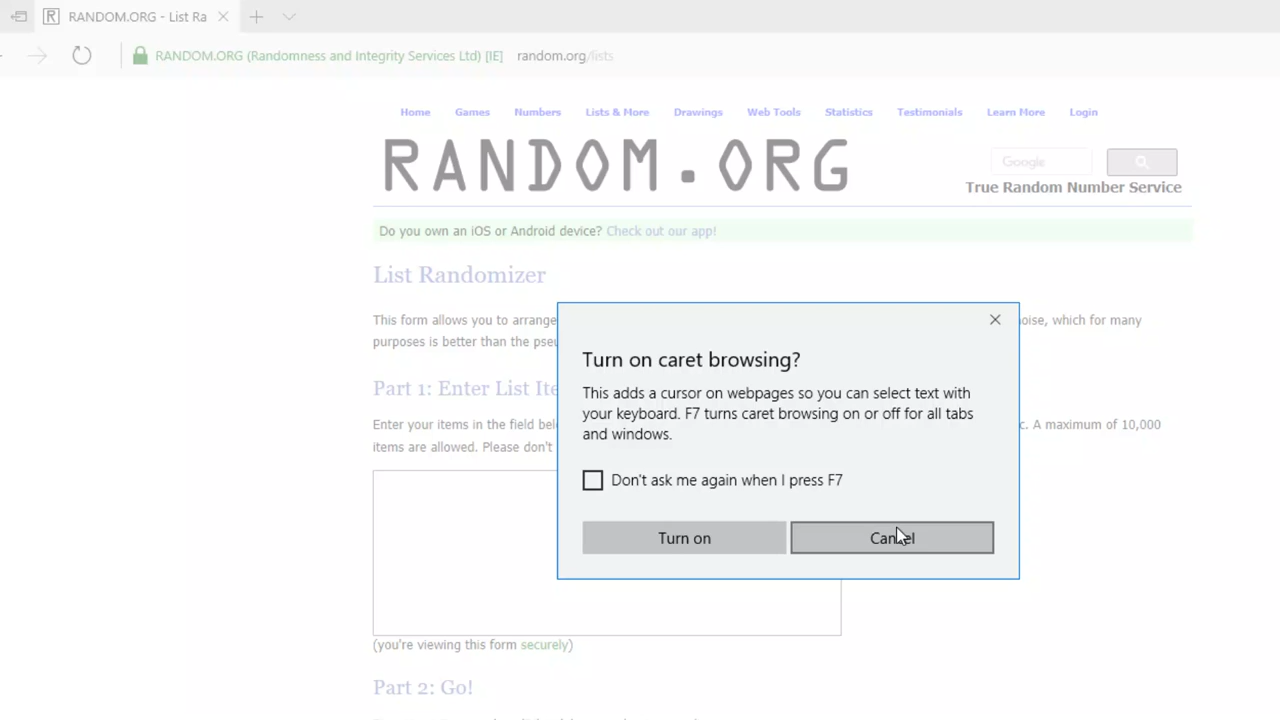 RANDOM.ORG - List Ra
RANDOM.ORG (Randomness and Integrity Services Ltd) [IE] random.org/lists
Home Games Numbers Lists & More Drawings Web Tools Statistics Testimonials Learn More Login
RANDOM.ORG
Google
True Random Number Service
Do you own an iOS or Android device? Check out our app!
List Randomizer
This form allows you to arrange
oise, which for many
purposes is better than the pseu
Part 1: Enter List Ite
Enter your items in the field bel
c. A maximum of 10,000
items are allowed. Please don't
Turn on caret browsing?
This adds a cursor on webpages so you can select text with
your keyboard. F7 turns caret browsing on or off for all tabs
and windows.
Don't ask me again when I press F7
Turn on
Cancel
(you're viewing this form securely)
Part 2: Go!